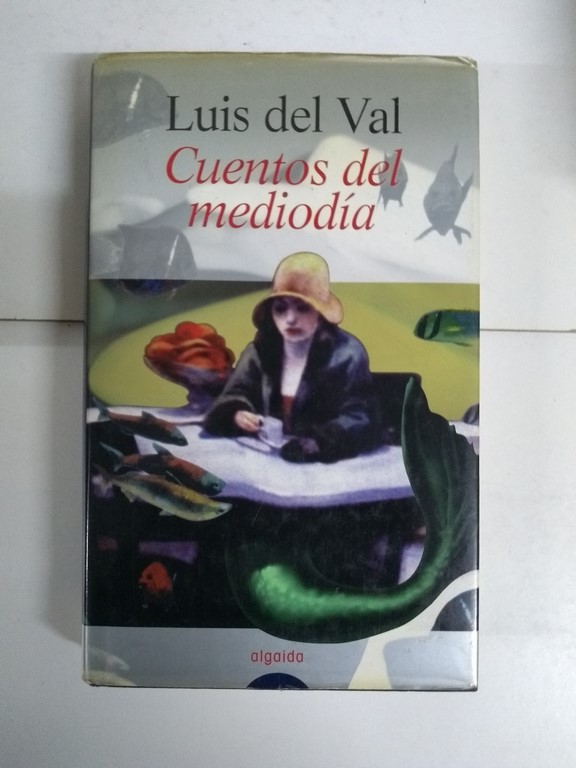 Luis del Val
Cuentos del
mediodía
algaida